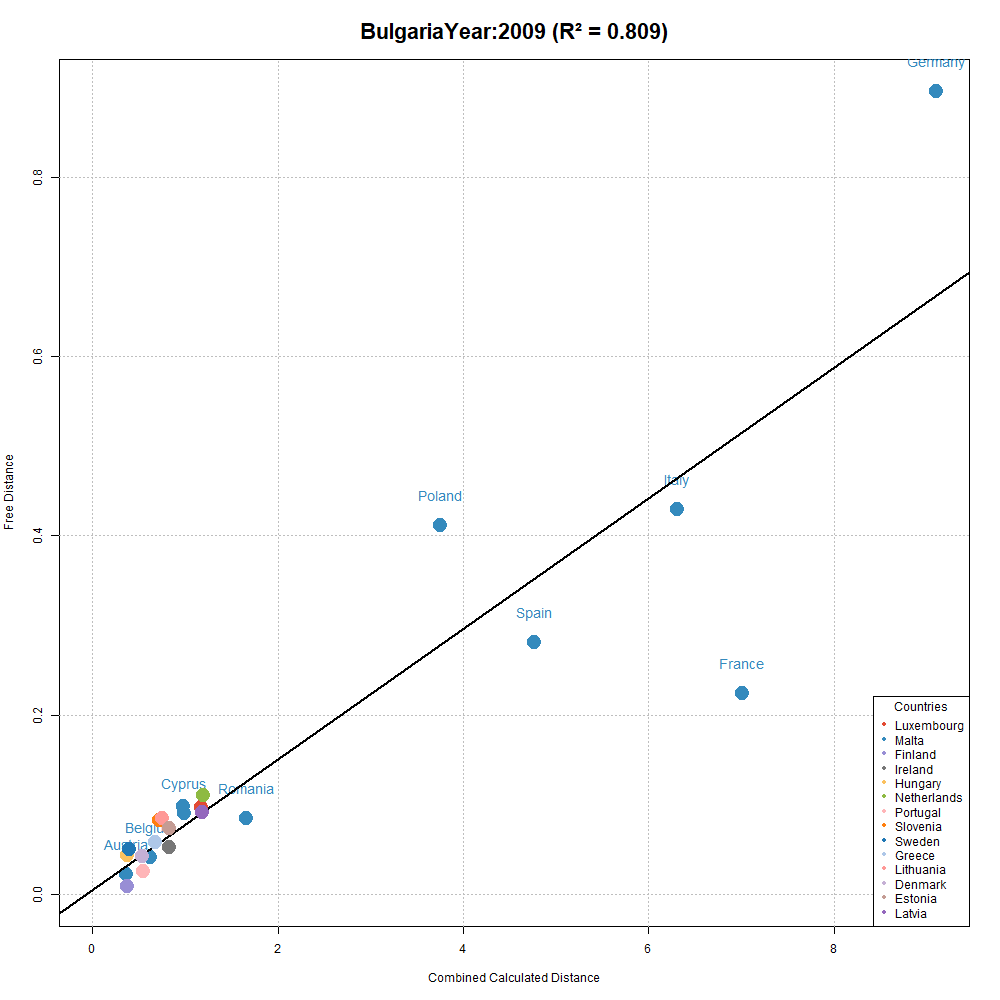 BulgariaYear:2009 (R² = 0.809)
Germany
Poland
Italy
Spain
France
Cyprus
Romania
Austria
Free Distance
0.0
0.2
0.4
0.6
0.8
0
2
4
6
8
Combined Calculated Distance
Countries
Luxembourg
Malta
Finland
Ireland
Hungary
Netherlands
Portugal
Slovenia
Sweden
Greece
Lithuania
Denmark
Estonia
Latvia